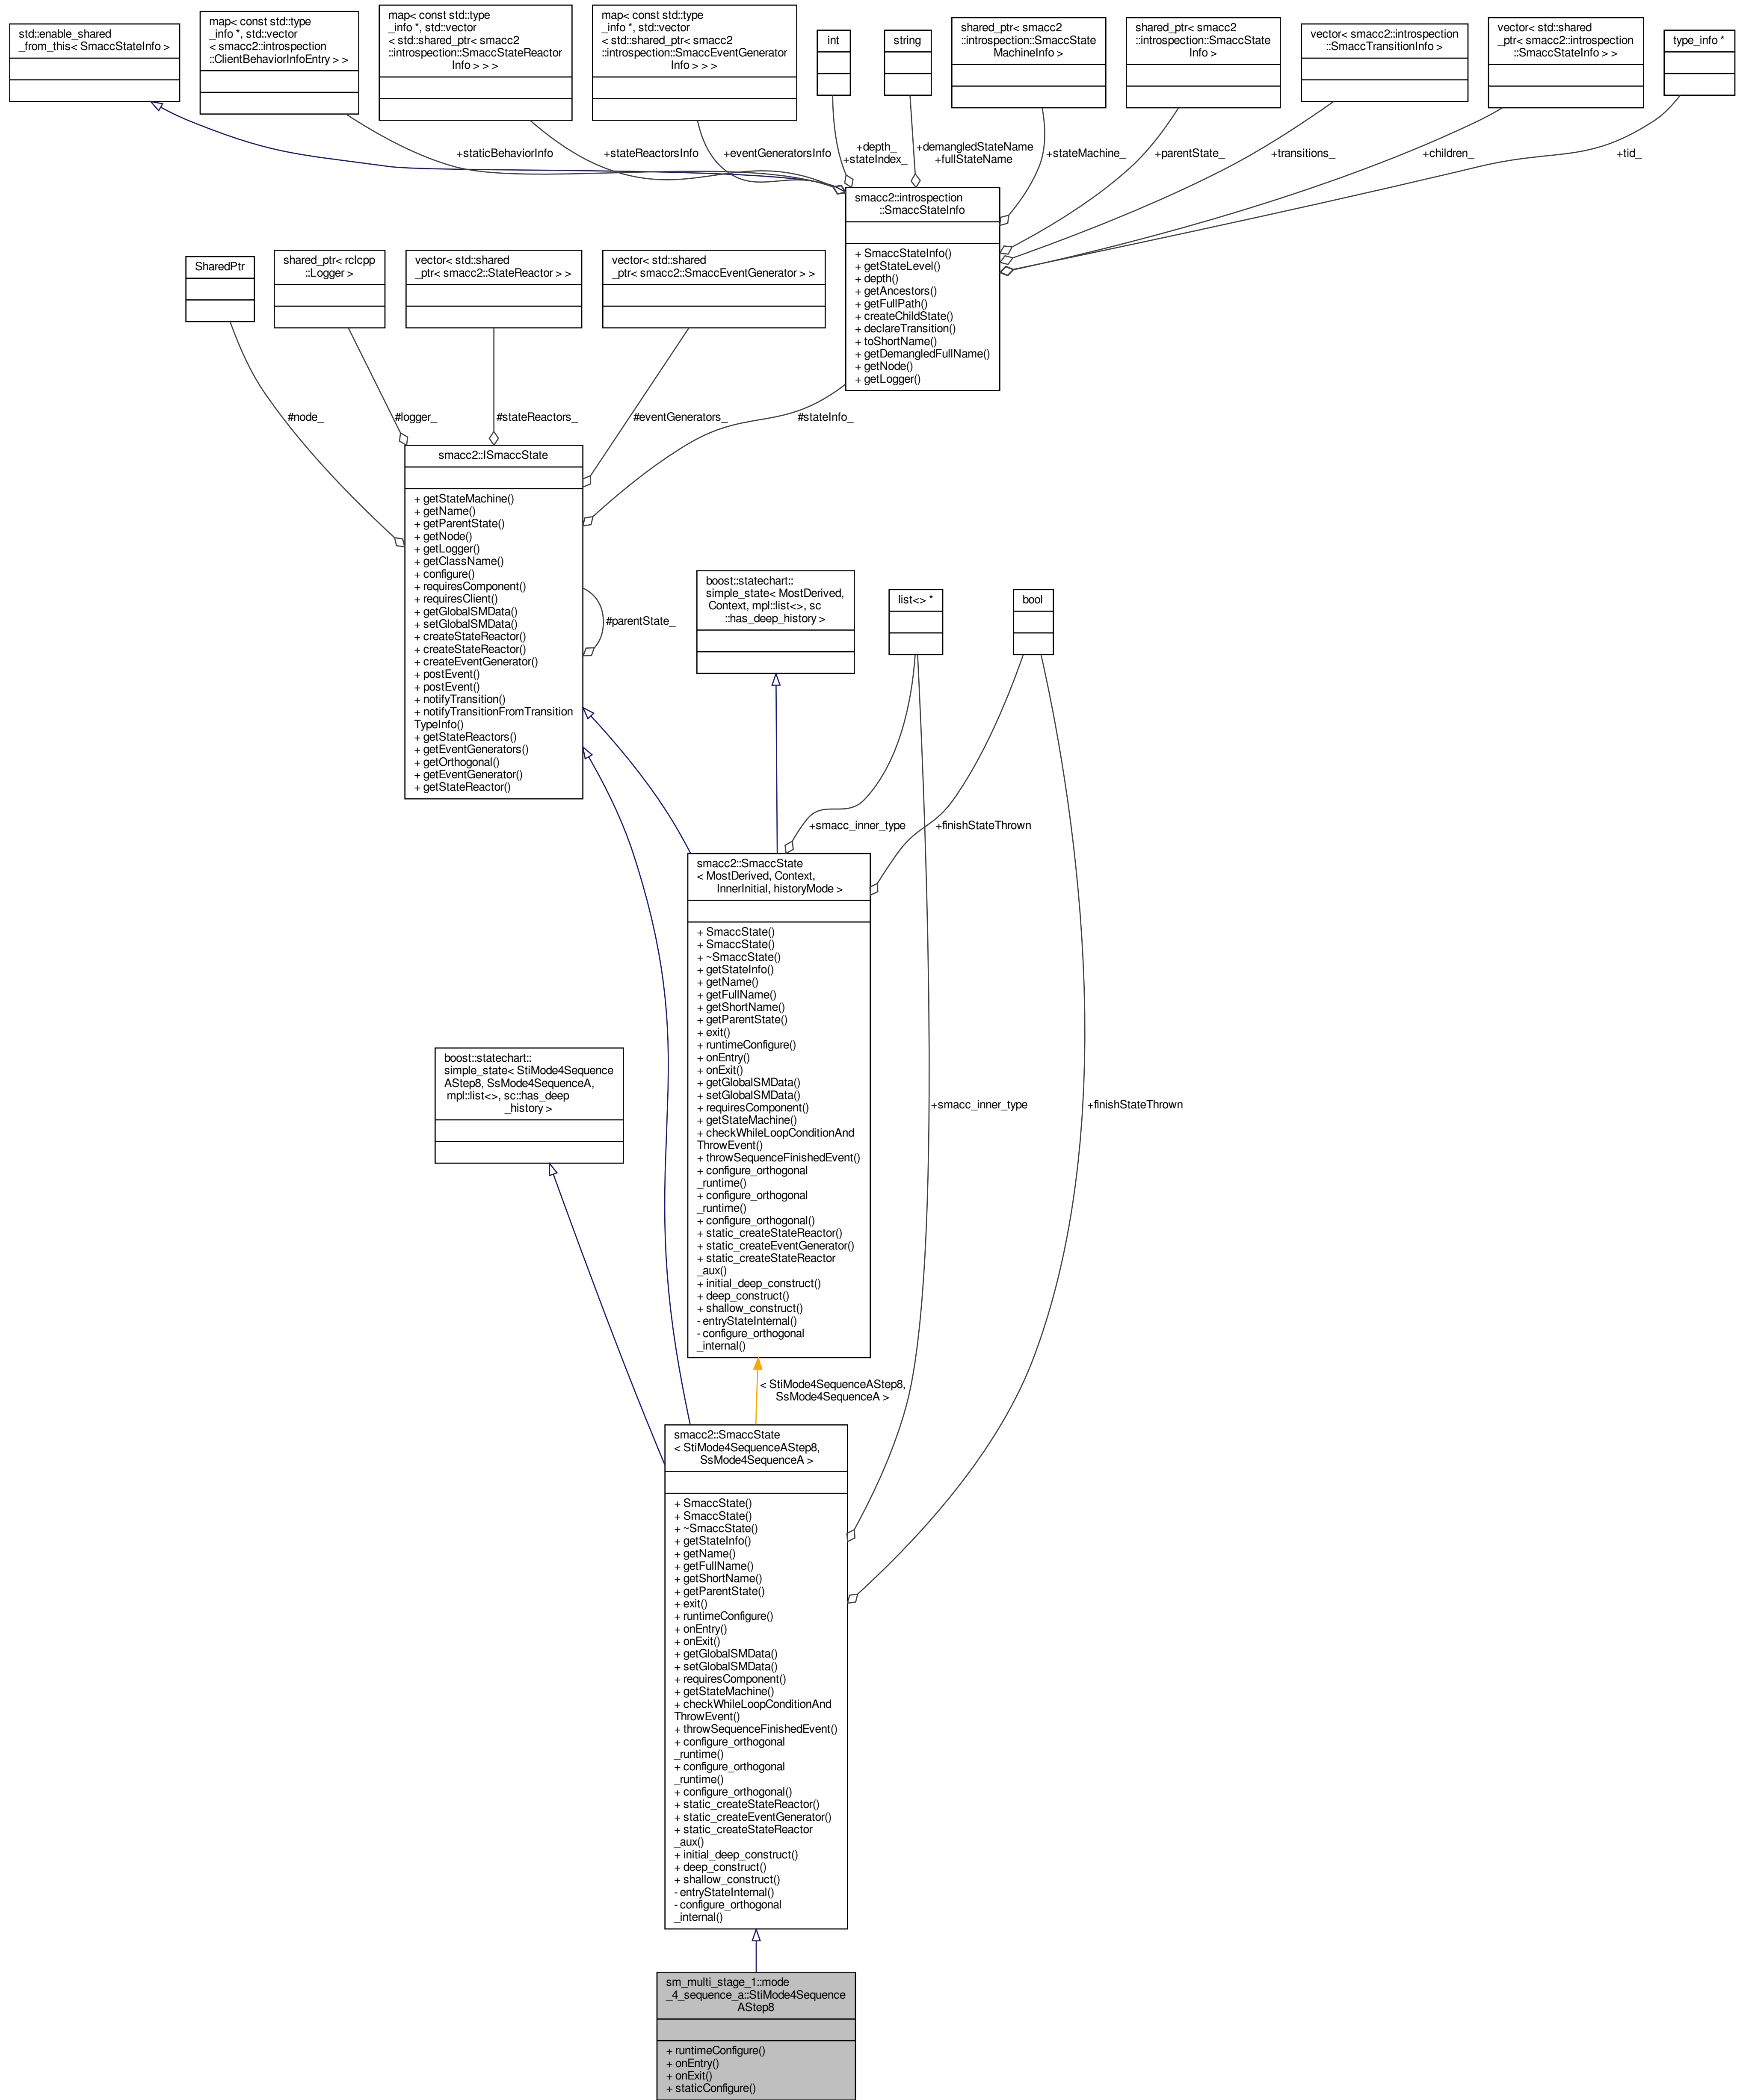 std::enable_shared
_from_this< SmaccStateInfo >
map< const std::type
_info *, std::vector
< smacc2::introspection
::ClientBehaviorInfoEntry > >
map< const std::type
_info *, std::vector
< std::shared_ptr< smacc2
::introspection::SmaccStateReactor
Info > > >
map< const std::type
_info *, std::vector
< std::shared_ptr< smacc2
::introspection::SmaccEventGenerator
Info > > >
int
string
shared_ptr< smacc2
::introspection::SmaccState
MachineInfo >
shared_ptr< smacc2
::introspection::SmaccState
Info >
vector< smacc2::introspection
::SmaccTransitionInfo >
vector< std::shared
_ptr< smacc2::introspection
::SmaccStateInfo > >
type_info *
+staticBehaviorInfo
+stateReactorsInfo
+eventGeneratorsInfo
+depth_
+stateIndex_
+demangledStateName
+fullStateName
+stateMachine_
+parentState_
+transitions_
+children_
+tid_
smacc2::introspection
::SmaccStateInfo
+ SmaccStateInfo()
+ getStateLevel()
+ depth()
+ getAncestors()
+ getFullPath()
+ createChildState()
+ declareTransition()
+ toShortName()
+ getDemangledFullName()
+ getNode()
+ getLogger()
SharedPtr
shared_ptr< rclcpp
::Logger >
vector< std::shared
_ptr< smacc2::StateReactor > >
vector< std::shared
_ptr< smacc2::SmaccEventGenerator > >
#node_
#logger_
#stateReactors_
#eventGenerators_
#stateInfo_
smacc2::ISmaccState
+ getStateMachine()
+ getName()
+ getParentState()
+ getNode()
+ getLogger()
+ getClassName()
+ configure()
+ requiresComponent()
+ requiresClient()
+ getGlobalSMData()
+ setGlobalSMData()
+ createStateReactor()
+ createStateReactor()
+ createEventGenerator()
+ postEvent()
+ postEvent()
+ notifyTransition()
+ notifyTransitionFromTransition
TypeInfo()
+ getStateReactors()
+ getEventGenerators()
+ getOrthogonal()
+ getEventGenerator()
+ getStateReactor()
#parentState_
boost::statechart::
simple_state< MostDerived,
Context, mpl::list<>, sc
::has_deep_history >
list<> *
bool
+smacc_inner_type
+finishStateThrown
smacc2::SmaccState
< MostDerived, Context,
InnerInitial, historyMode >
+ SmaccState()
+ SmaccState()
+ ~SmaccState()
+ getStateInfo()
+ getName()
+ getFullName()
+ getShortName()
+ getParentState()
+ exit()
+ runtimeConfigure()
+ onEntry()
+ onExit()
+ getGlobalSMData()
+ setGlobalSMData()
+ requiresComponent()
+ getStateMachine()
+ checkWhileLoopConditionAnd
ThrowEvent()
+ throwSequenceFinishedEvent()
+ configure_orthogonal
_runtime()
+ configure_orthogonal
_runtime()
+ configure_orthogonal()
+ static_createStateReactor()
+ static_createEventGenerator()
+ static_createStateReactor
_aux()
+ initial_deep_construct()
+ deep_construct()
+ shallow_construct()
- entryStateInternal()
- configure_orthogonal
_internal()
boost::statechart::
simple_state< StiMode4Sequence
AStep8, SsMode4SequenceA,
mpl::list<>, sc::has_deep
_history >
+smacc_inner_type
+finishStateThrown
< StiMode4SequenceAStep8,
SsMode4SequenceA >
smacc2::SmaccState
< StiMode4SequenceAStep8,
SsMode4SequenceA >
+ SmaccState()
+ SmaccState()
+ ~SmaccState()
+ getStateInfo()
+ getName()
+ getFullName()
+ getShortName()
+ getParentState()
+ exit()
+ runtimeConfigure()
+ onEntry()
+ onExit()
+ getGlobalSMData()
+ setGlobalSMData()
+ requiresComponent()
+ getStateMachine()
+ checkWhileLoopConditionAnd
ThrowEvent()
+ throwSequenceFinishedEvent()
+ configure_orthogonal
_runtime()
+ configure_orthogonal
_runtime()
+ configure_orthogonal()
+ static_createStateReactor()
+ static_createEventGenerator()
+ static_createStateReactor
_aux()
+ initial_deep_construct()
+ deep_construct()
+ shallow_construct()
- entryStateInternal()
- configure_orthogonal
_internal()
sm_multi_stage_1::mode
_4_sequence_a::StiMode4Sequence
AStep8
+ runtimeConfigure()
+ onEntry()
+ onExit()
+ staticConfigure()